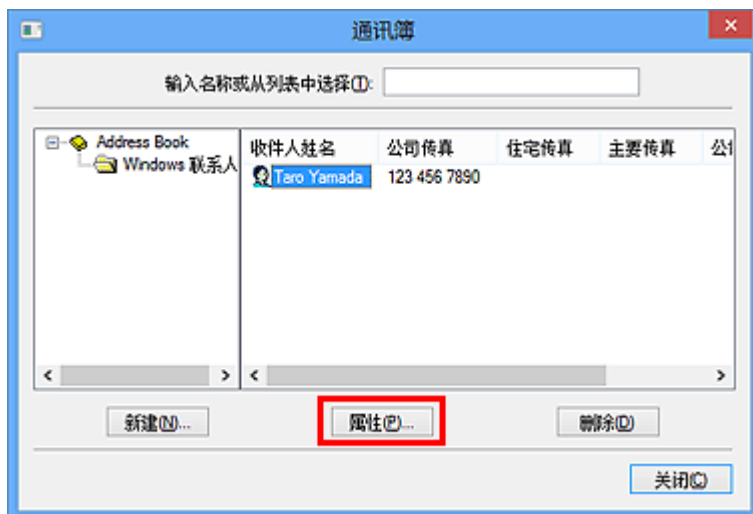 通讯簿
输入名称或从列表中选择(I):
Address Book
Windows 联系人
收件人姓名 公司传真 住宅传真 主要传真
Taro Yamada 123 456 7890
新建(N)... 属性(P)... 删除(D)
关闭(C)